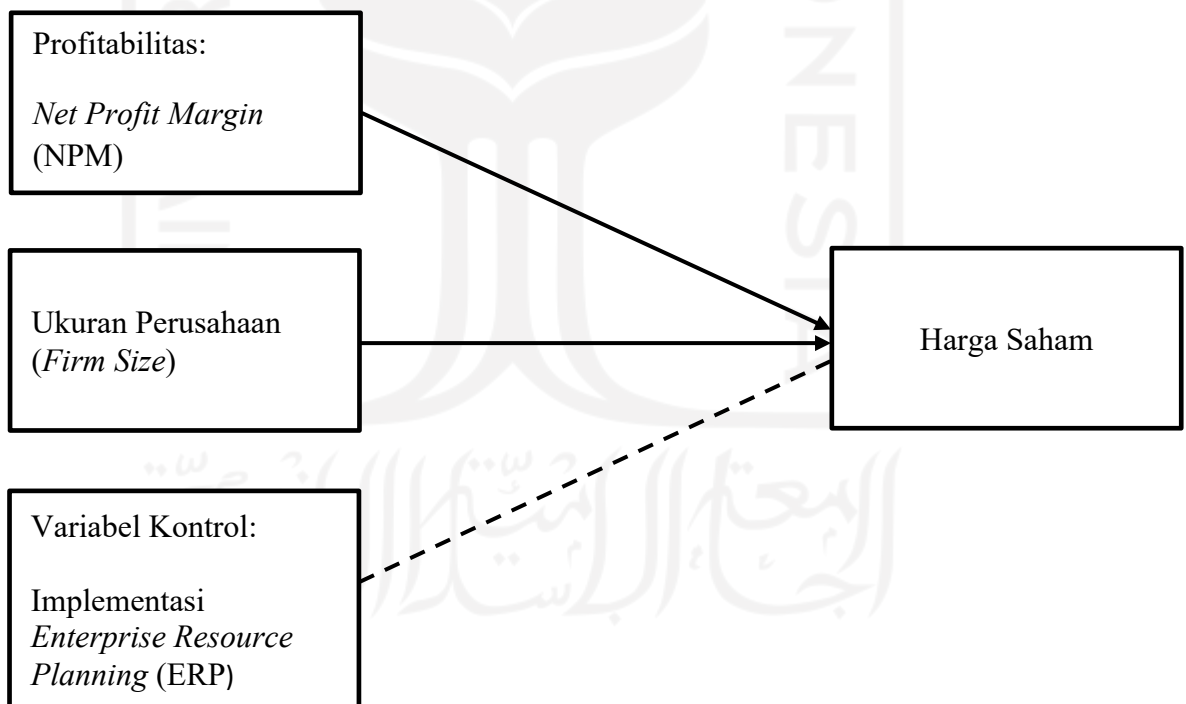 Profitabilitas:
Net Profit Margin
(NPM)
Ukuran Perusahaan
(Firm Size)
Harga Saham
Variabel Kontrol:
Implementasi
Enterprise Resource
Planning (ERP)